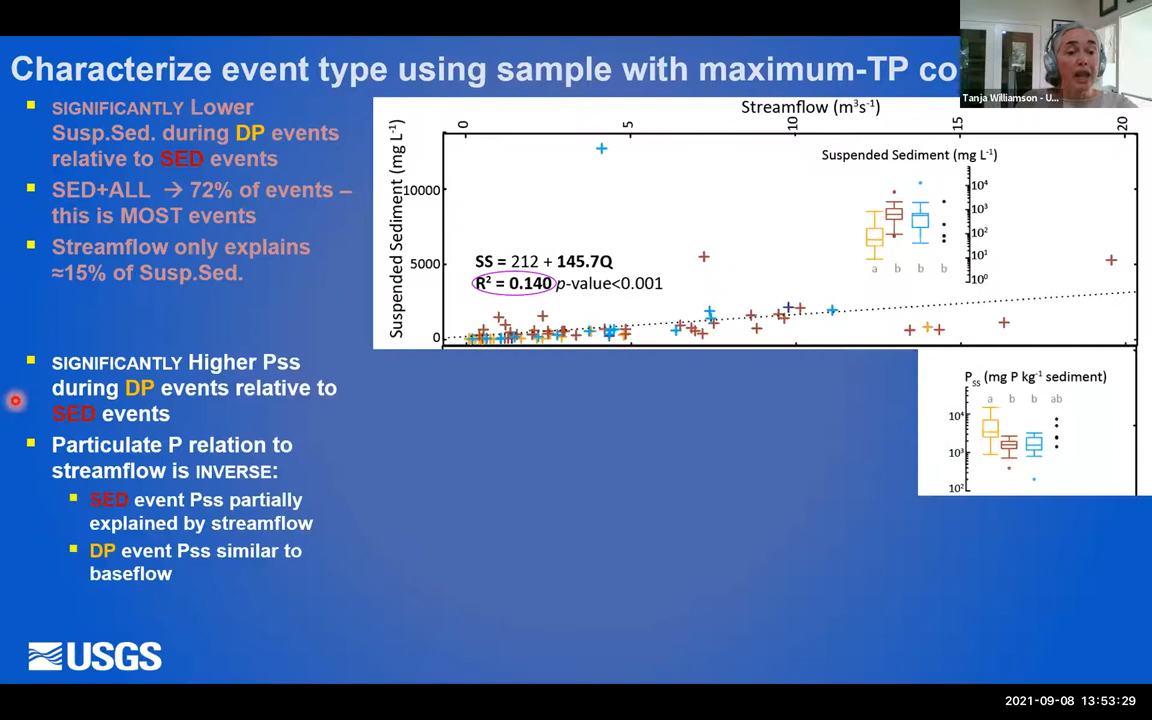 Characterize event type using sample with maximum-TP co
Tanja Williamson - U...
SIGNIFICANTLY Lower
Susp.Sed. during DP events
relative to SED events
SED+ALL → 72% of events –
this is MOST events
Streamflow only explains
≈15% of Susp.Sed.
SIGNIFICANTLY Higher Pss
during DP events relative to
SED events
Particulate P relation to
streamflow is INVERSE:
SED event Pss partially
explained by streamflow
DP event Pss similar to
baseflow
USGS
Streamflow (m³s⁻¹)
0 5 10 15 20
Suspended Sediment (mg L⁻¹)
10000
5000
0
SS = 212 + 145.7Q
R² = 0.140 p-value<0.001
Suspended Sediment (mg L⁻¹)
10⁴
10³
10²
10¹
10⁰
a b b b
Pss (mg P kg⁻¹ sediment)
a b b ab
10⁴
10³
10²
2021-09-08 13:53:29